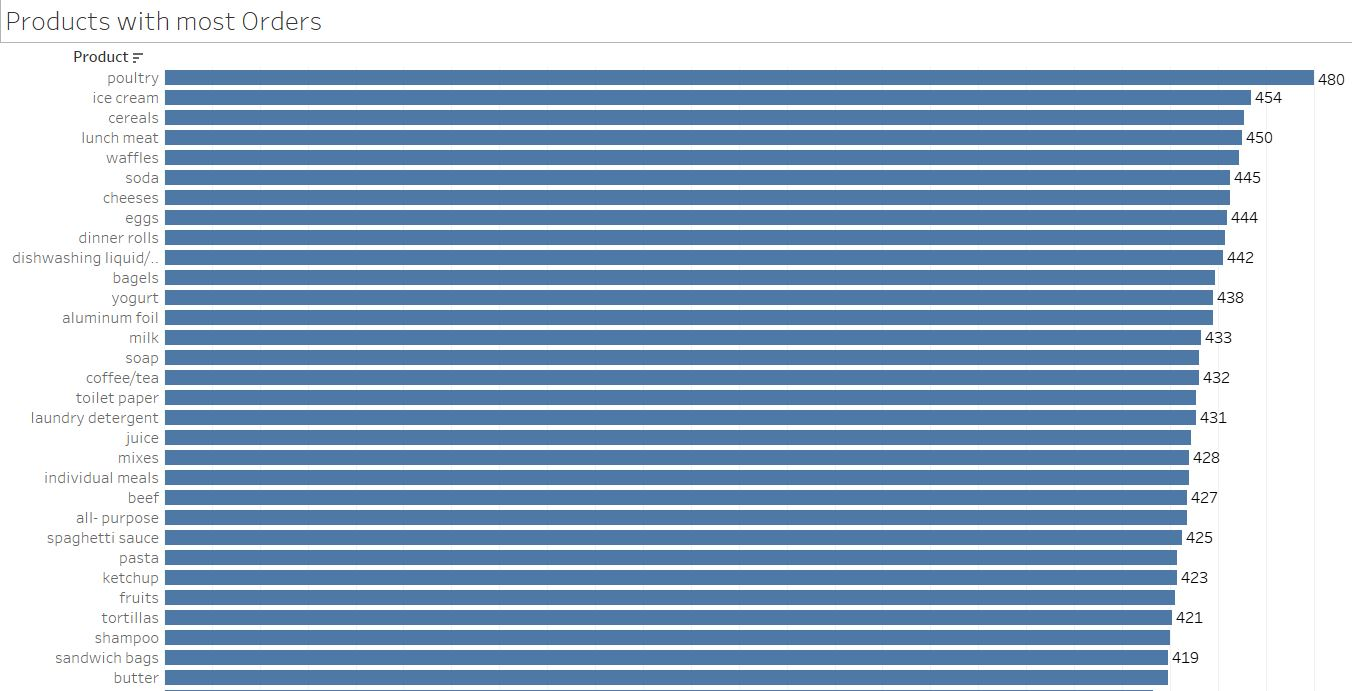 Products with most Orders
Product
poultry 480
ice cream 454
cereals
lunch meat 450
waffles
soda 445
cheeses
eggs 444
dinner rolls
dishwashing liquid/.. 442
bagels
yogurt 438
aluminum foil
milk 433
soap
coffee/tea 432
toilet paper
laundry detergent 431
juice
mixes 428
individual meals
beef 427
all- purpose
spaghetti sauce 425
pasta
ketchup 423
fruits
tortillas 421
shampoo
sandwich bags 419
butter